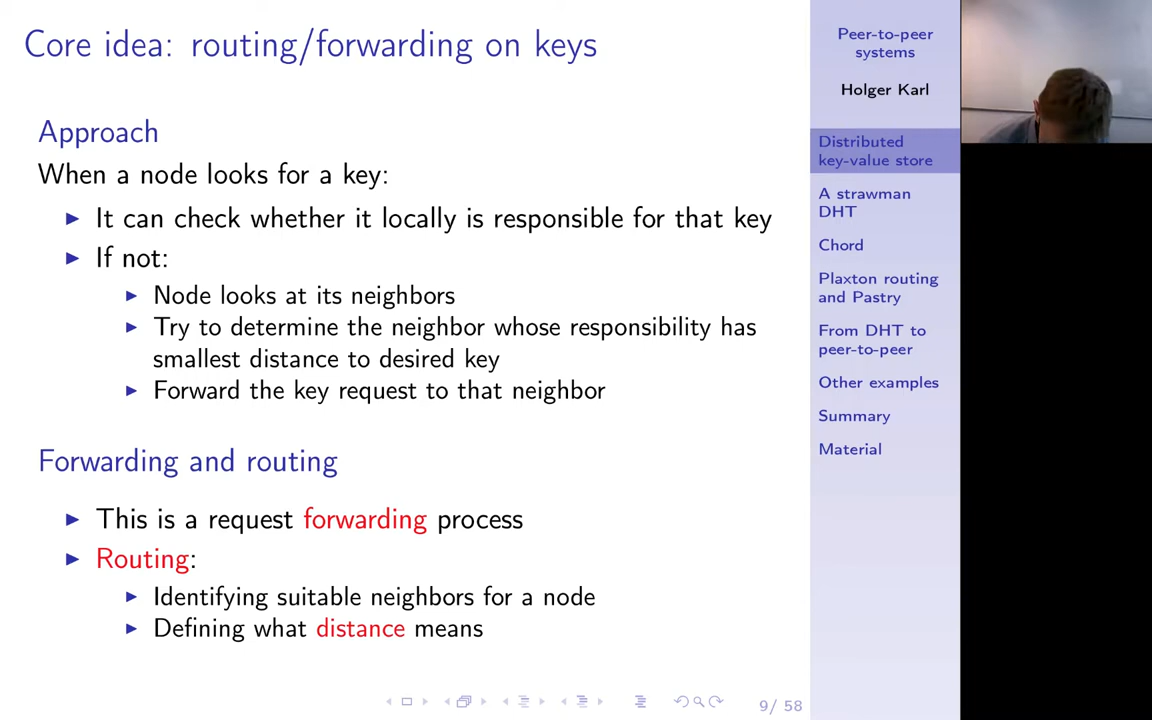 Core idea: routing/forwarding on keys
Approach
When a node looks for a key:
It can check whether it locally is responsible for that key
If not:
Node looks at its neighbors
Try to determine the neighbor whose responsibility has
smallest distance to desired key
Forward the key request to that neighbor
Forwarding and routing
This is a request forwarding process
Routing:
Identifying suitable neighbors for a node
Defining what distance means
Peer-to-peer
systems
Holger Karl
Distributed
key-value store
A strawman
DHT
Chord
Plaxton routing
and Pastry
From DHT to
peer-to-peer
Other examples
Summary
Material
9/ 58